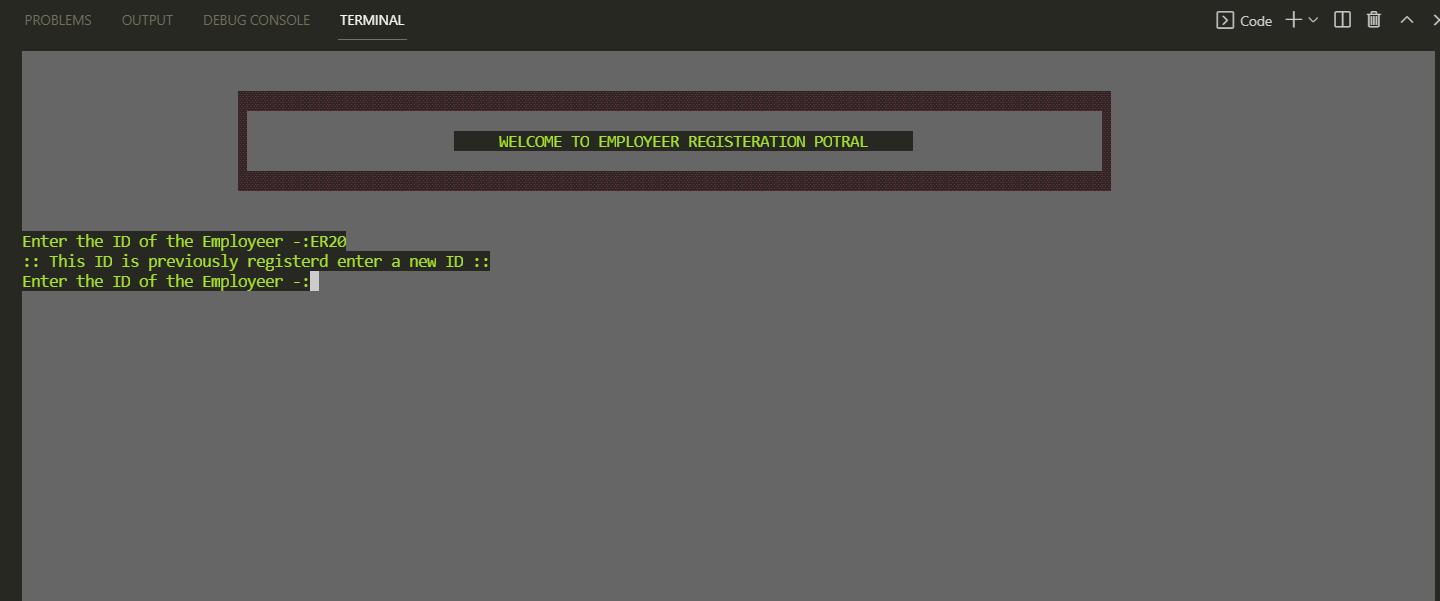 PROBLEMS OUTPUT DEBUG CONSOLE TERMINAL Code
WELCOME TO EMPLOYEER REGISTERATION POTRAL
Enter the ID of the Employeer -:ER20
:: This ID is previously registerd enter a new ID ::
Enter the ID of the Employeer -: